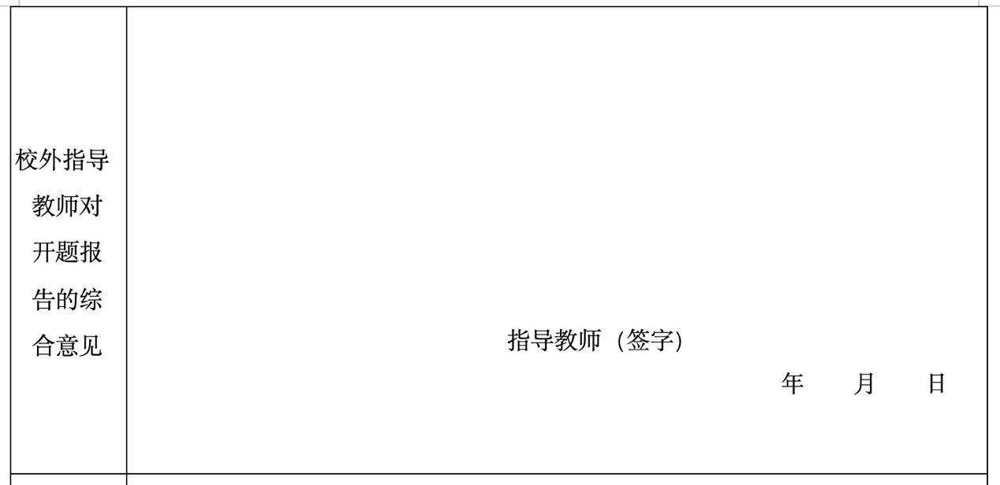 校外指导
教师对
开题报
告的综
合意见
指导教师（签字）
年 月 日